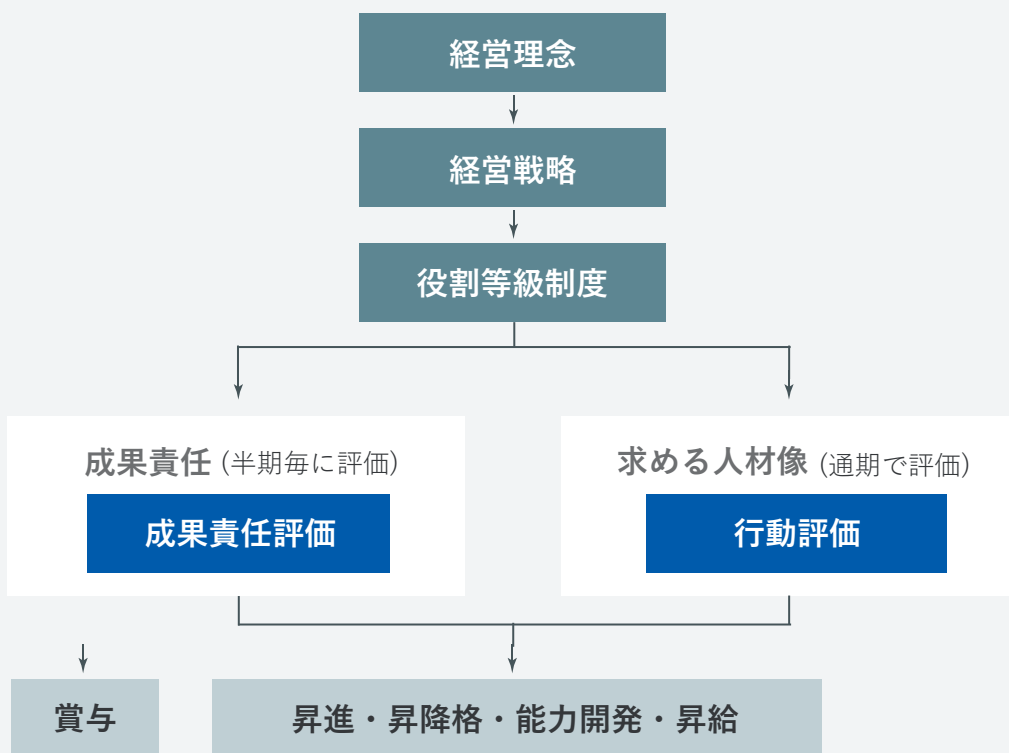 経営理念
経営戦略
役割等級制度
成果責任 (半期毎に評価)
成果責任評価
求める人材像 (通期で評価)
行動評価
賞与
昇進・昇降格・能力開発・昇給